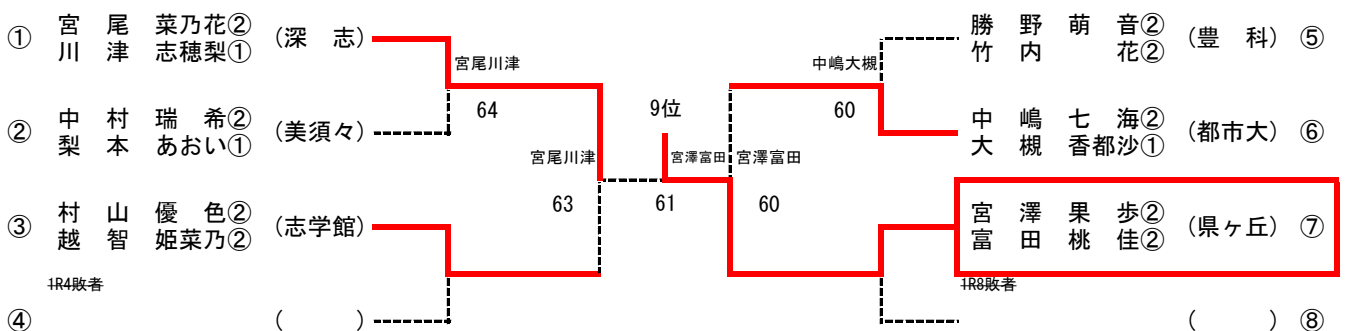 ① 宮 尾 菜乃花② (深 志)
川 津 志穂梨①
宮尾川津
64
② 中 村 瑞 希② (美須々)
梨 本 あおい①
宮尾川津
63
③ 村 山 優 色② (志学館)
越 智 姫菜乃②
1R4敗者
④ ( )
9位
宮澤富田
61
勝 野 萌 音② (豊 科) ⑤
竹 内 花②
中嶋大槻
60
中 嶋 七 海② (都市大) ⑥
大 槻 香都沙①
宮澤富田
60
宮 澤 果 歩② (県ヶ丘) ⑦
富 田 桃 佳②
1R8敗者
( ) ⑧